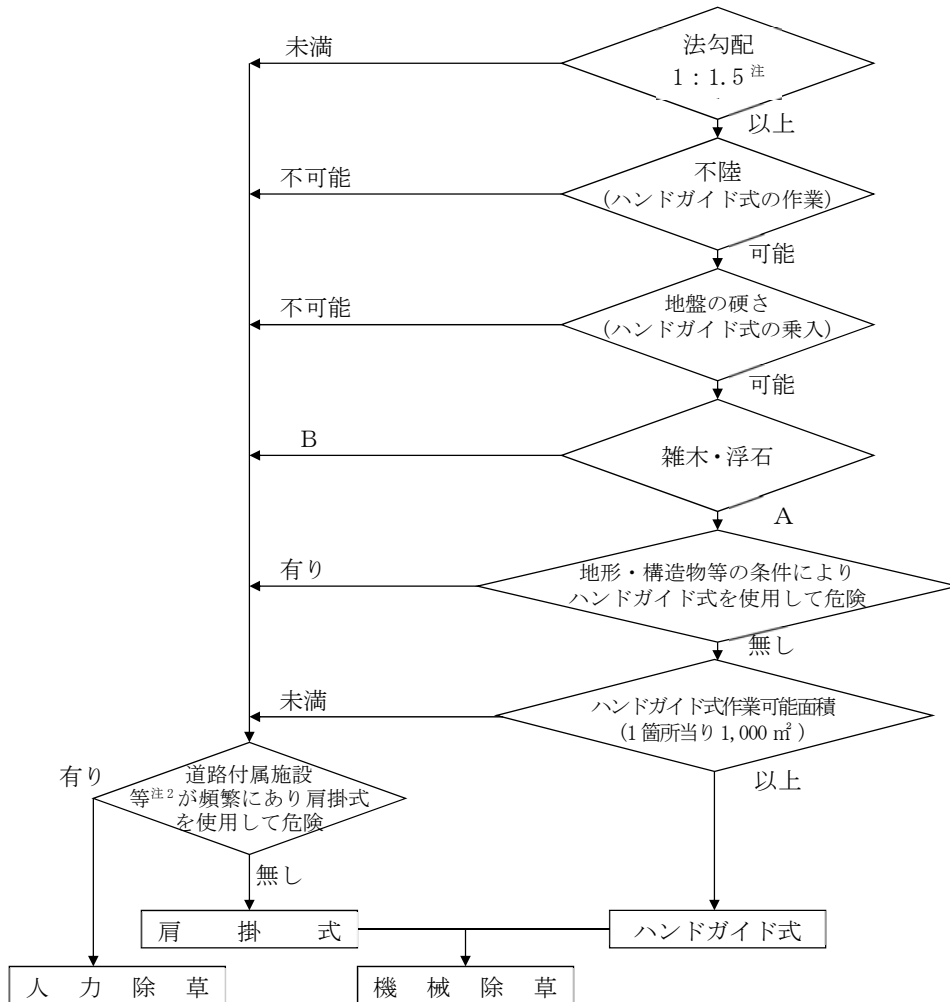 法勾配
未満
1:1.5注
以上
不陸
不可能
(ハンドガイド式の作業)
可能
地盤の硬さ
不可能
(ハンドガイド式の乗入)
可能
B
雑木・浮石
A
有り
地形・構造物等の条件により
ハンドガイド式を使用して危険
無し
未満
ハンドガイド式作業可能面積
(1箇所当り1,000㎡)
有り
道路付属施設
等注2が頻繁にあり肩掛式
を使用して危険
以上
無し
肩掛式
ハンドガイド式
人力除草
機械除草